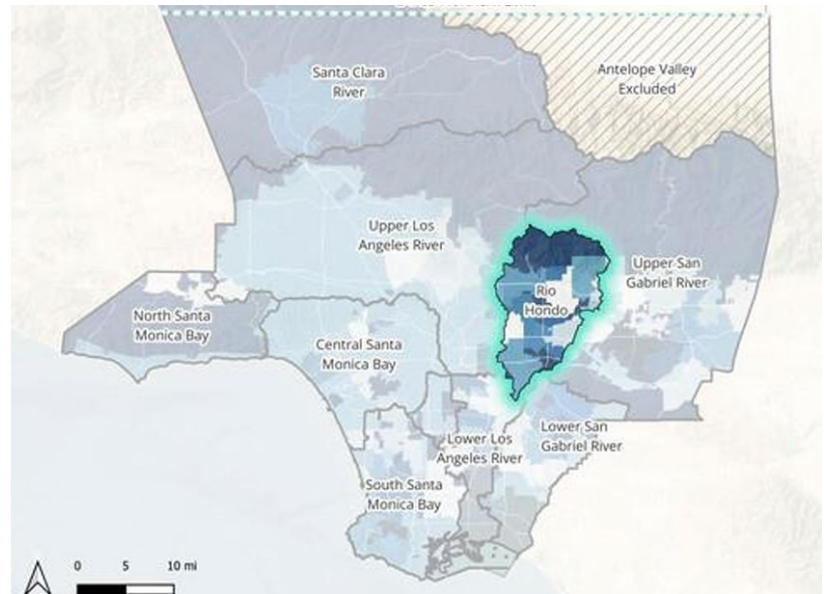 Santa Clara
River
Antelope Valley
Excluded
Upper Los
Angeles River
Upper San
Gabriel River
Rio
Hondo
North Santa
Monica Bay
Central Santa
Monica Bay
Lower San
Gabriel River
Lower Los
Angeles River
South Santa
Monica Bay
0 5 10 mi